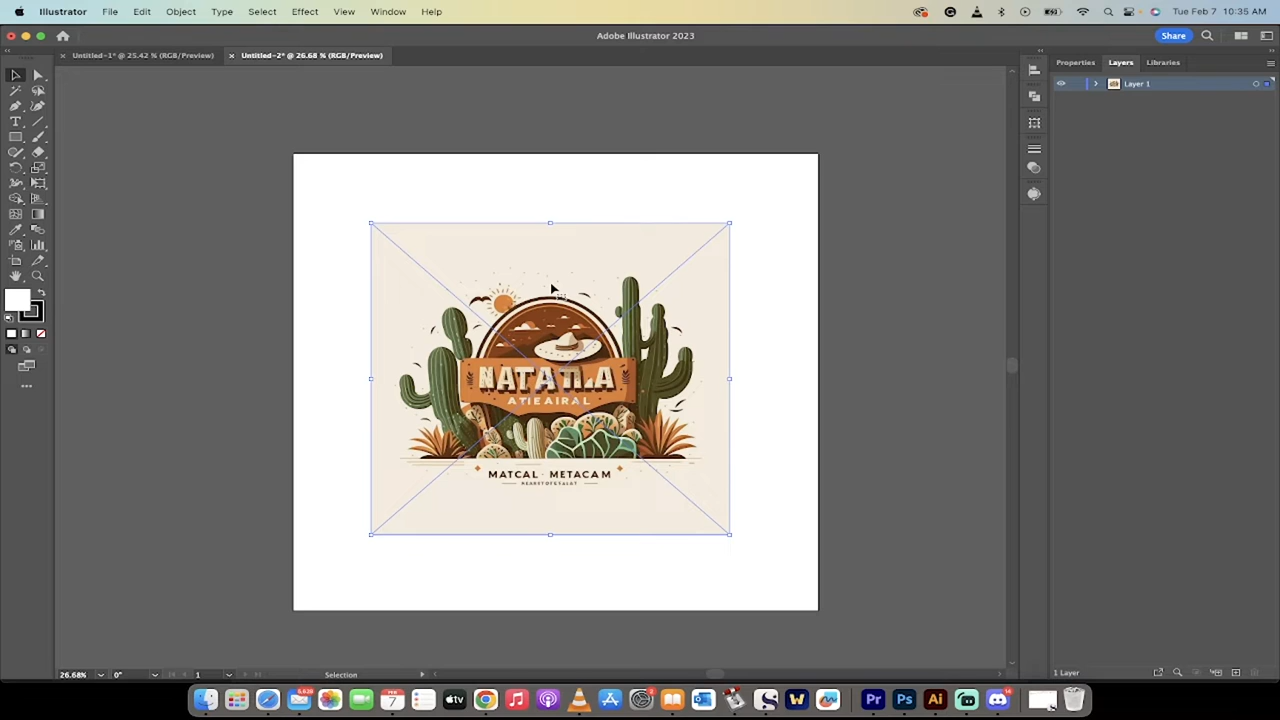 Illustrator File Edit Object Type Select Effect View Window Help
Tue Feb 7 10:35 AM
Adobe Illustrator 2023
Share
Untitled-1* @ 25.42 % (RGB/Preview)
Untitled-2* @ 26.68 % (RGB/Preview)
Properties Layers Libraries
Layer 1
NATATLA
ATIEAIRAL
MATCAL · METACAM
26.68%
0°
1
Selection
1 Layer